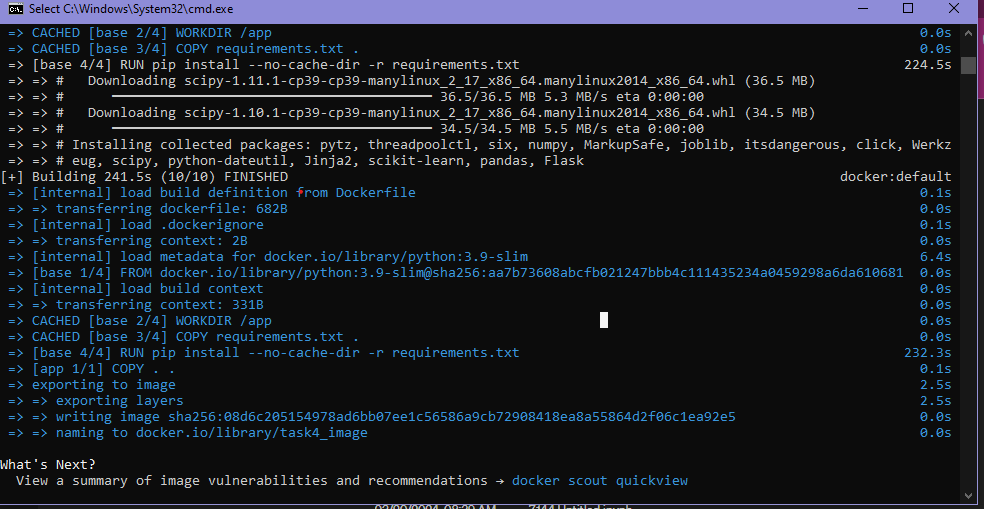 Select C:\Windows\System32\cmd.exe
=> CACHED [base 2/4] WORKDIR /app 0.0s
=> CACHED [base 3/4] COPY requirements.txt . 0.0s
=> [base 4/4] RUN pip install --no-cache-dir -r requirements.txt 224.5s
=> => # Downloading scipy-1.11.1-cp39-cp39-manylinux_2_17_x86_64.manylinux2014_x86_64.whl (36.5 MB)
=> => # ━━━━━━━━━━━━━━━━━━━━━━━━━━━━━━━━━━━━━━━━ 36.5/36.5 MB 5.3 MB/s eta 0:00:00
=> => # Downloading scipy-1.10.1-cp39-cp39-manylinux_2_17_x86_64.manylinux2014_x86_64.whl (34.5 MB)
=> => # ━━━━━━━━━━━━━━━━━━━━━━━━━━━━━━━━━━━━━━━━ 34.5/34.5 MB 5.5 MB/s eta 0:00:00
=> => # Installing collected packages: pytz, threadpoolctl, six, numpy, MarkupSafe, joblib, itsdangerous, click, Werkz
=> => # eug, scipy, python-dateutil, Jinja2, scikit-learn, pandas, Flask
[+] Building 241.5s (10/10) FINISHED docker:default
=> [internal] load build definition from Dockerfile 0.1s
=> => transferring dockerfile: 682B 0.0s
=> [internal] load .dockerignore 0.1s
=> => transferring context: 2B 0.0s
=> [internal] load metadata for docker.io/library/python:3.9-slim 6.4s
=> [base 1/4] FROM docker.io/library/python:3.9-slim@sha256:aa7b73608abcfb021247bbb4c111435234a0459298a6da610681 0.0s
=> [internal] load build context 0.0s
=> => transferring context: 331B 0.0s
=> CACHED [base 2/4] WORKDIR /app 0.0s
=> CACHED [base 3/4] COPY requirements.txt . 0.0s
=> [base 4/4] RUN pip install --no-cache-dir -r requirements.txt 232.3s
=> [app 1/1] COPY . . 0.1s
=> exporting to image 2.5s
=> => exporting layers 2.5s
=> => writing image sha256:08d6c205154978ad6bb07ee1c56586a9cb72908418ea8a55864d2f06c1ea92e5 0.0s
=> => naming to docker.io/library/task4_image 0.0s
What's Next?
View a summary of image vulnerabilities and recommendations → docker scout quickview